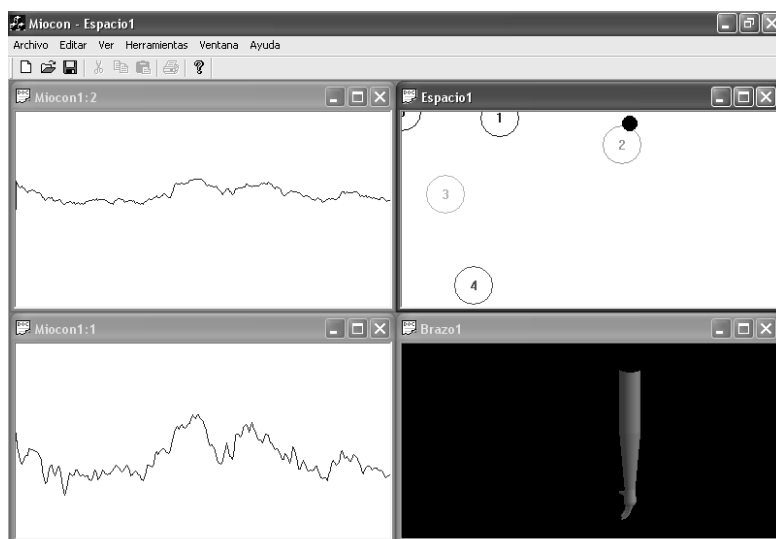 Miocon - Espacio1
Archivo Editar Ver Herramientas Ventana Ayuda
Miocon1:2
Espacio1
1
2
3
4
Miocon1:1
Brazo1